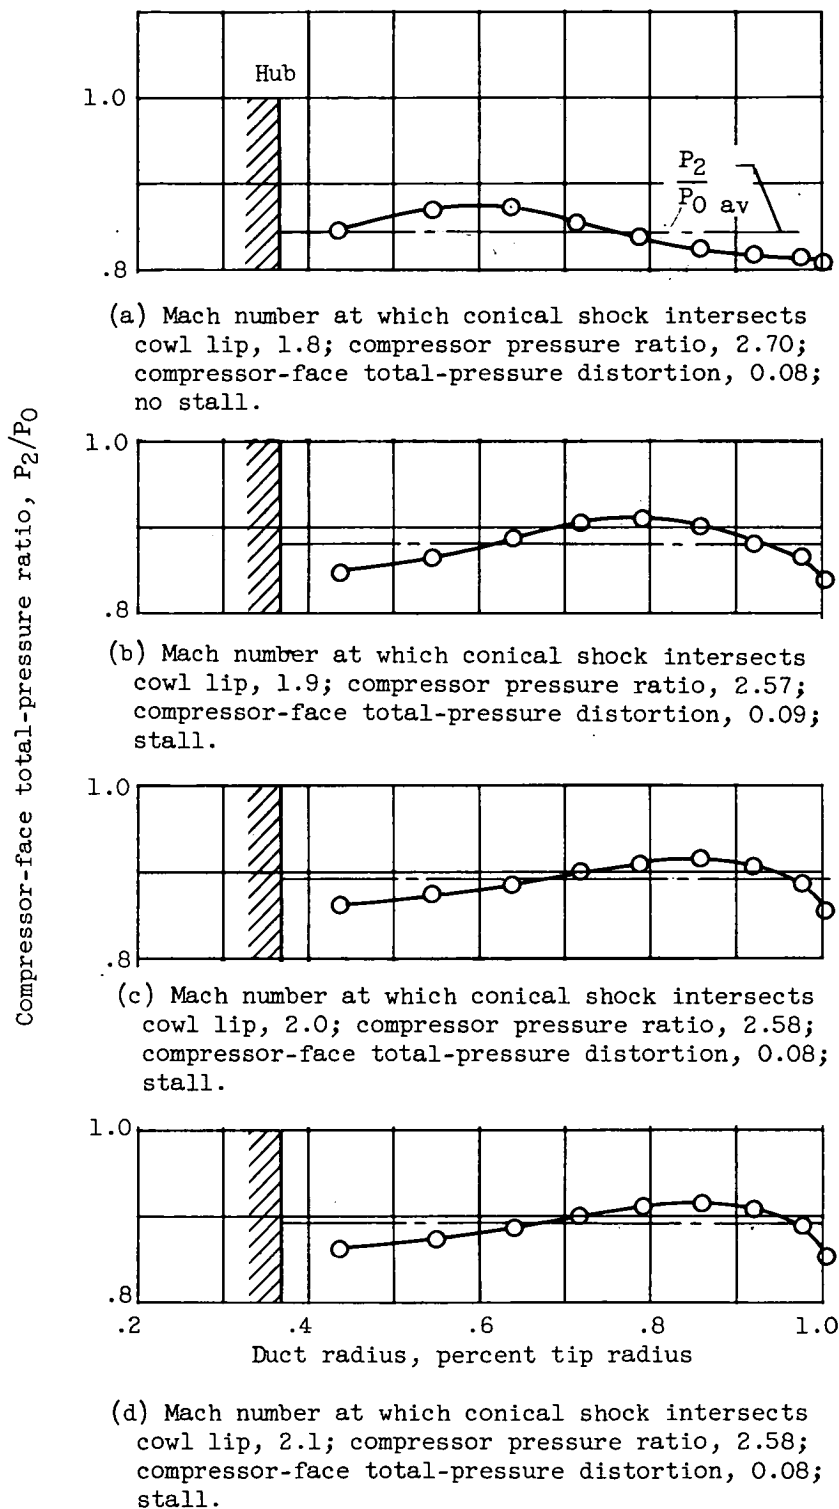 Hub
1.0
P2
P0 av
.8
(a) Mach number at which conical shock intersects
cowl lip, 1.8; compressor pressure ratio, 2.70;
compressor-face total-pressure distortion, 0.08;
no stall.
Compressor-face total-pressure ratio, P2/P0
1.0
.8
(b) Mach number at which conical shock intersects
cowl lip, 1.9; compressor pressure ratio, 2.57;
compressor-face total-pressure distortion, 0.09;
stall.
1.0
.8
(c) Mach number at which conical shock intersects
cowl lip, 2.0; compressor pressure ratio, 2.58;
compressor-face total-pressure distortion, 0.08;
stall.
1.0
.8
.2 .4 .6 .8 1.0
Duct radius, percent tip radius
(d) Mach number at which conical shock intersects
cowl lip, 2.1; compressor pressure ratio, 2.58;
compressor-face total-pressure distortion, 0.08;
stall.